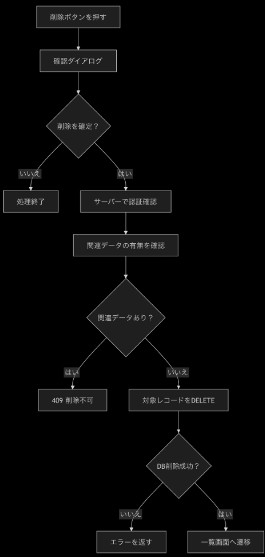 削除ボタンを押す
確認ダイアログ
削除を確定？
いいえ
はい
処理終了
サーバーで認証確認
関連データの有無を確認
関連データあり？
はい
いいえ
409 削除不可
対象レコードをDELETE
DB削除成功？
いいえ
はい
エラーを返す
一覧画面へ遷移